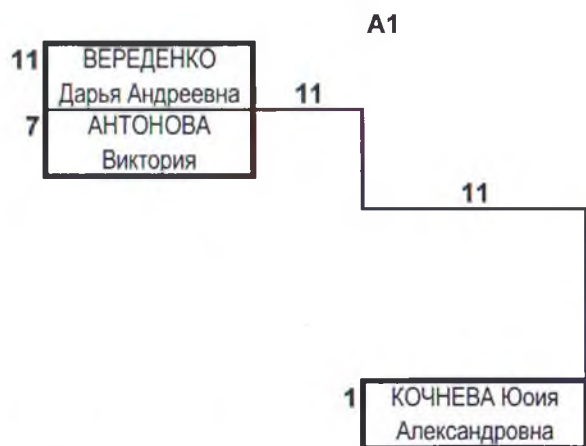 A1
11 ВЕРЕДЕНКО
Дарья Андреевна 11
7 АНТОНОВА
Виктория
11
1 КОЧНЕВА Юоия
Александровна